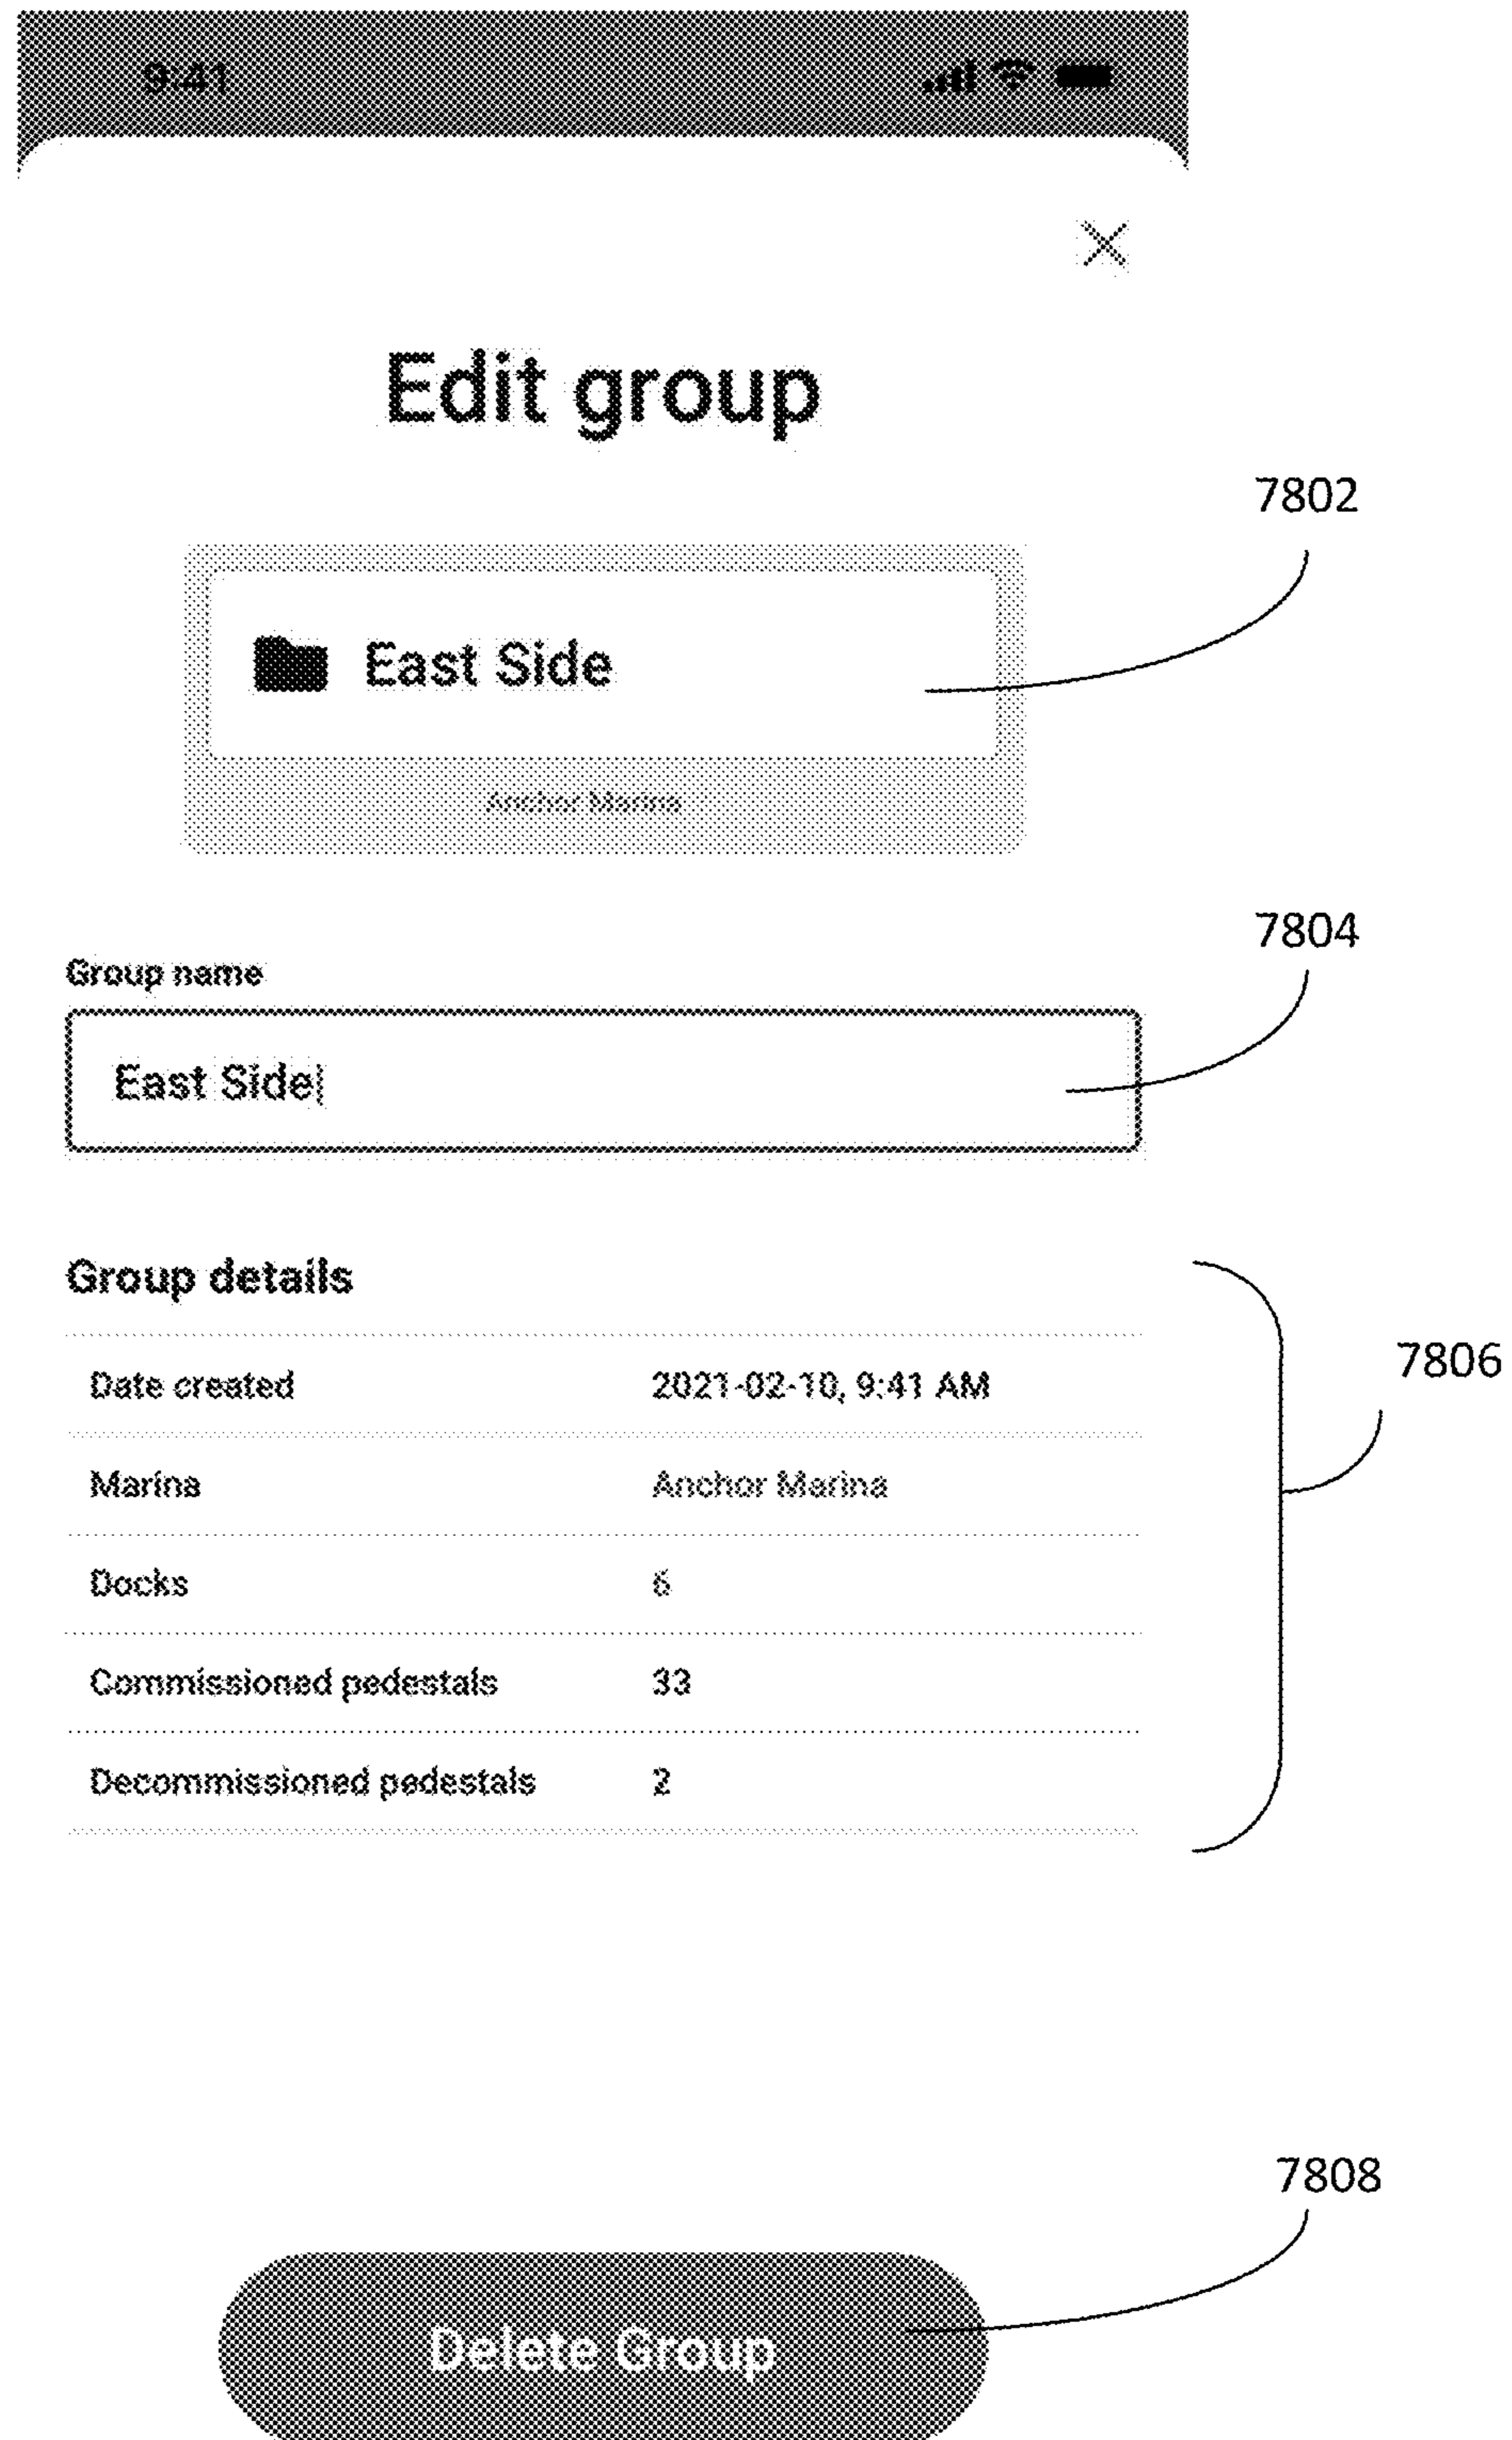 9:41
Edit group
7802
East Side
Anchor Marina
7804
Group name
East Side
Group details
7806
Date created 2021-02-10, 9:41 AM
Marina Anchor Marina
Docks 6
Commissioned pedestals 33
Decommissioned pedestals 2
7808
Delete Group